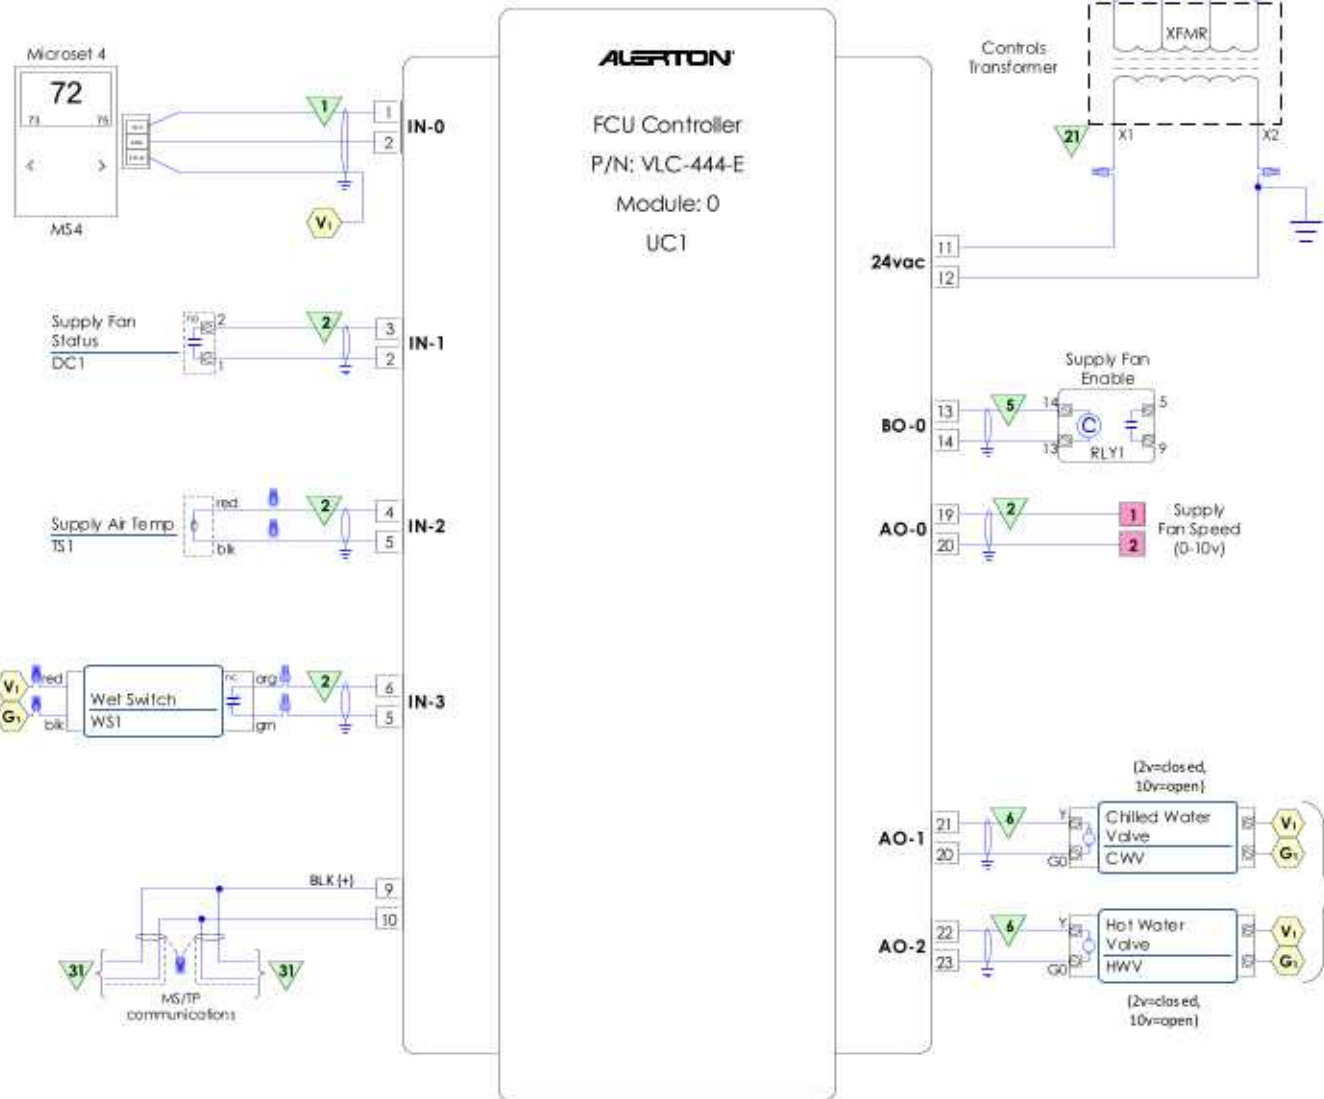 Microset 4
72
73
75
<
>
MS4
1
1
2
IN-0
V1
Supply Fan
Status
DC1
no
2
1
2
3
2
IN-1
Supply Air Temp
TS1
red
blk
2
4
5
IN-2
V1
G1
red
blk
Wet Switch
WS1
nc
org
grn
2
6
5
IN-3
BLK (+)
9
10
31
31
MS/TP
communications
ALERTON
FCU Controller
P/N: VLC-444-E
Module: 0
UC1
Controls
Transformer
XFMR
21
X1
X2
24vac
11
12
Supply Fan
Enable
BO-0
13
14
5
14
13
C
RLY1
5
9
AO-0
19
20
2
1
2
Supply
Fan Speed
(0-10v)
(2v=closed,
10v=open)
AO-1
21
20
6
Y
G0
Chilled Water
Valve
CWV
V1
G1
AO-2
22
23
6
Y
G0
Hot Water
Valve
HWV
V1
G1
(2v=closed,
10v=open)